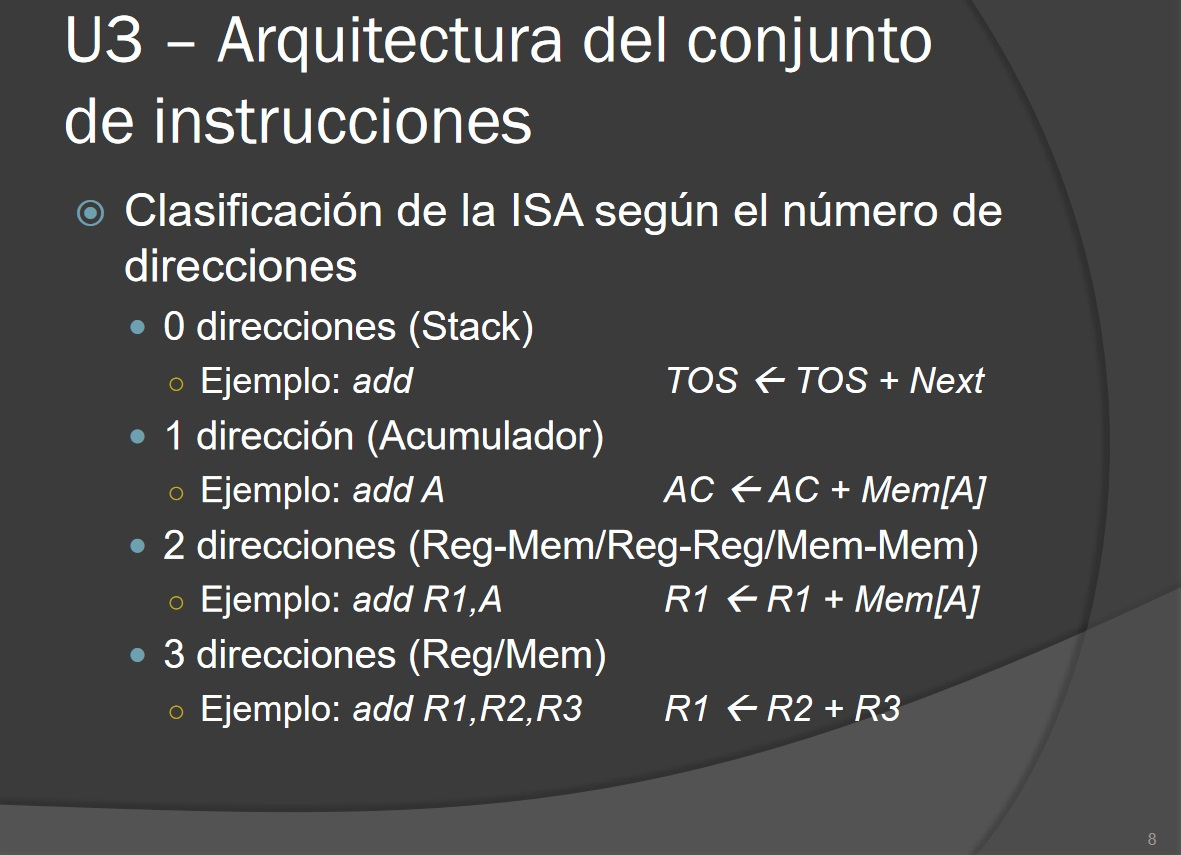 U3 – Arquitectura del conjunto
de instrucciones
Clasificación de la ISA según el número de
direcciones
0 direcciones (Stack)
Ejemplo: add TOS ← TOS + Next
1 dirección (Acumulador)
Ejemplo: add A AC ← AC + Mem[A]
2 direcciones (Reg-Mem/Reg-Reg/Mem-Mem)
Ejemplo: add R1,A R1 ← R1 + Mem[A]
3 direcciones (Reg/Mem)
Ejemplo: add R1,R2,R3 R1 ← R2 + R3
8